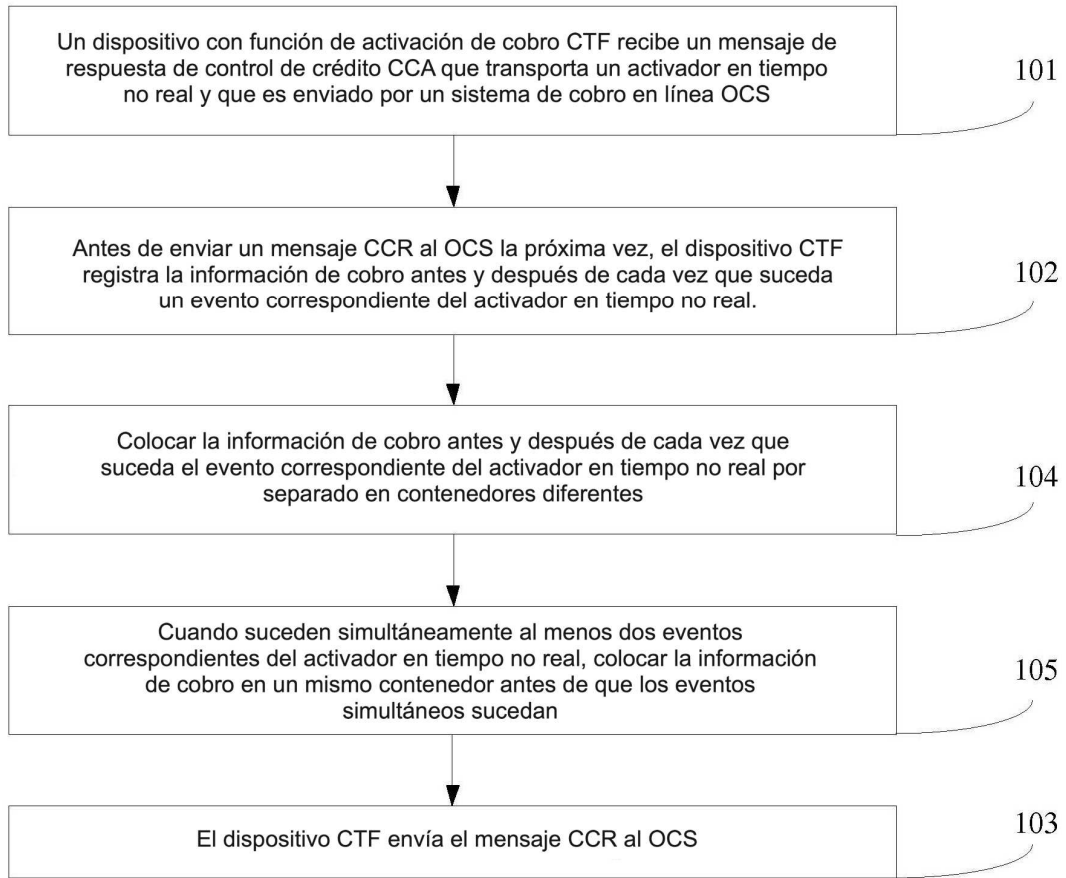 Un dispositivo con función de activación de cobro CTF recibe un mensaje de
respuesta de control de crédito CCA que transporta un activador en tiempo
no real y que es enviado por un sistema de cobro en línea OCS
101
Antes de enviar un mensaje CCR al OCS la próxima vez, el dispositivo CTF
registra la información de cobro antes y después de cada vez que suceda
un evento correspondiente del activador en tiempo no real.
102
Colocar la información de cobro antes y después de cada vez que
suceda el evento correspondiente del activador en tiempo no real por
separado en contenedores diferentes
104
Cuando suceden simultáneamente al menos dos eventos
correspondientes del activador en tiempo no real, colocar la información
de cobro en un mismo contenedor antes de que los eventos
simultáneos sucedan
105
El dispositivo CTF envía el mensaje CCR al OCS
103